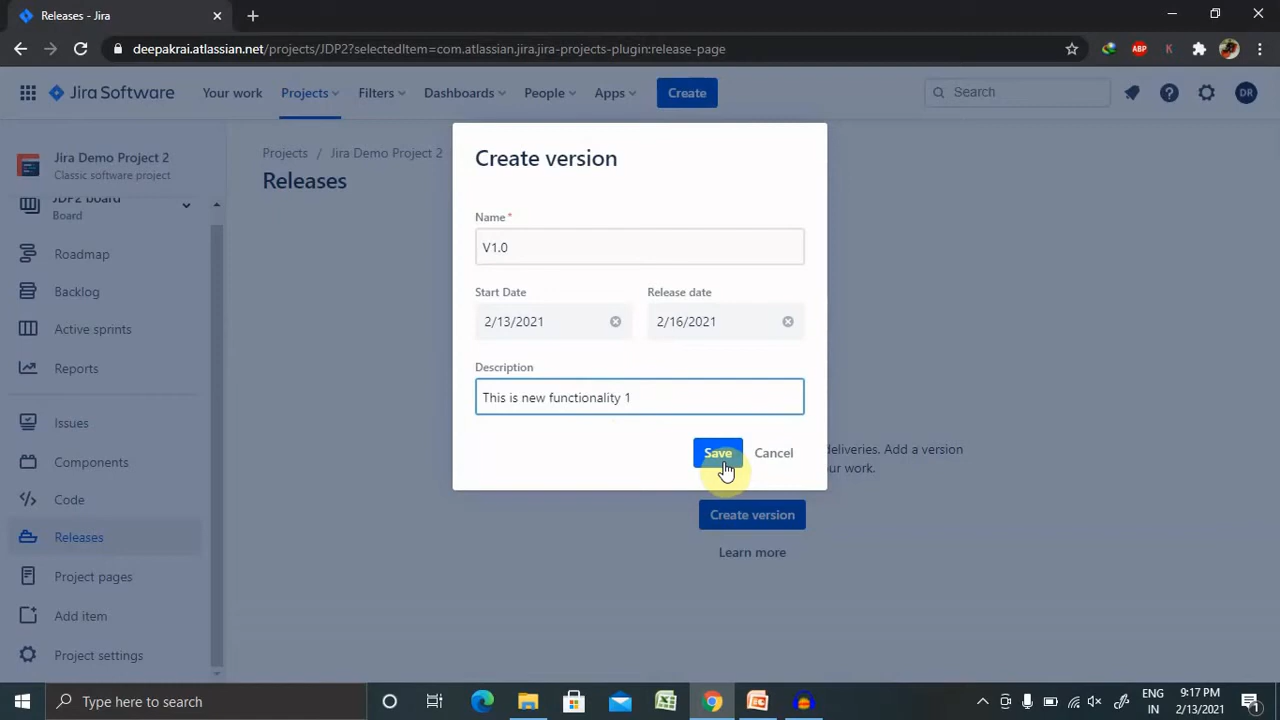 Releases - Jira
deepakrai.atlassian.net/projects/JDP2?selectedItem=com.atlassian.jira.jira-projects-plugin:release-page
ABP
K
Jira Software
Your work
Projects
Filters
Dashboards
People
Apps
Create
Search
DR
Jira Demo Project 2
Classic software project
JDP2 board
Board
Roadmap
Backlog
Active sprints
Reports
Issues
Components
Code
Releases
Project pages
Add item
Project settings
Projects / Jira Demo Project 2
Releases
Create version
Name*
V1.0
Start Date
Release date
2/13/2021
2/16/2021
Description
This is new functionality 1
Save
Cancel
deliveries. Add a version
our work.
Create version
Learn more
Type here to search
ENG
IN
9:17 PM
2/13/2021
1